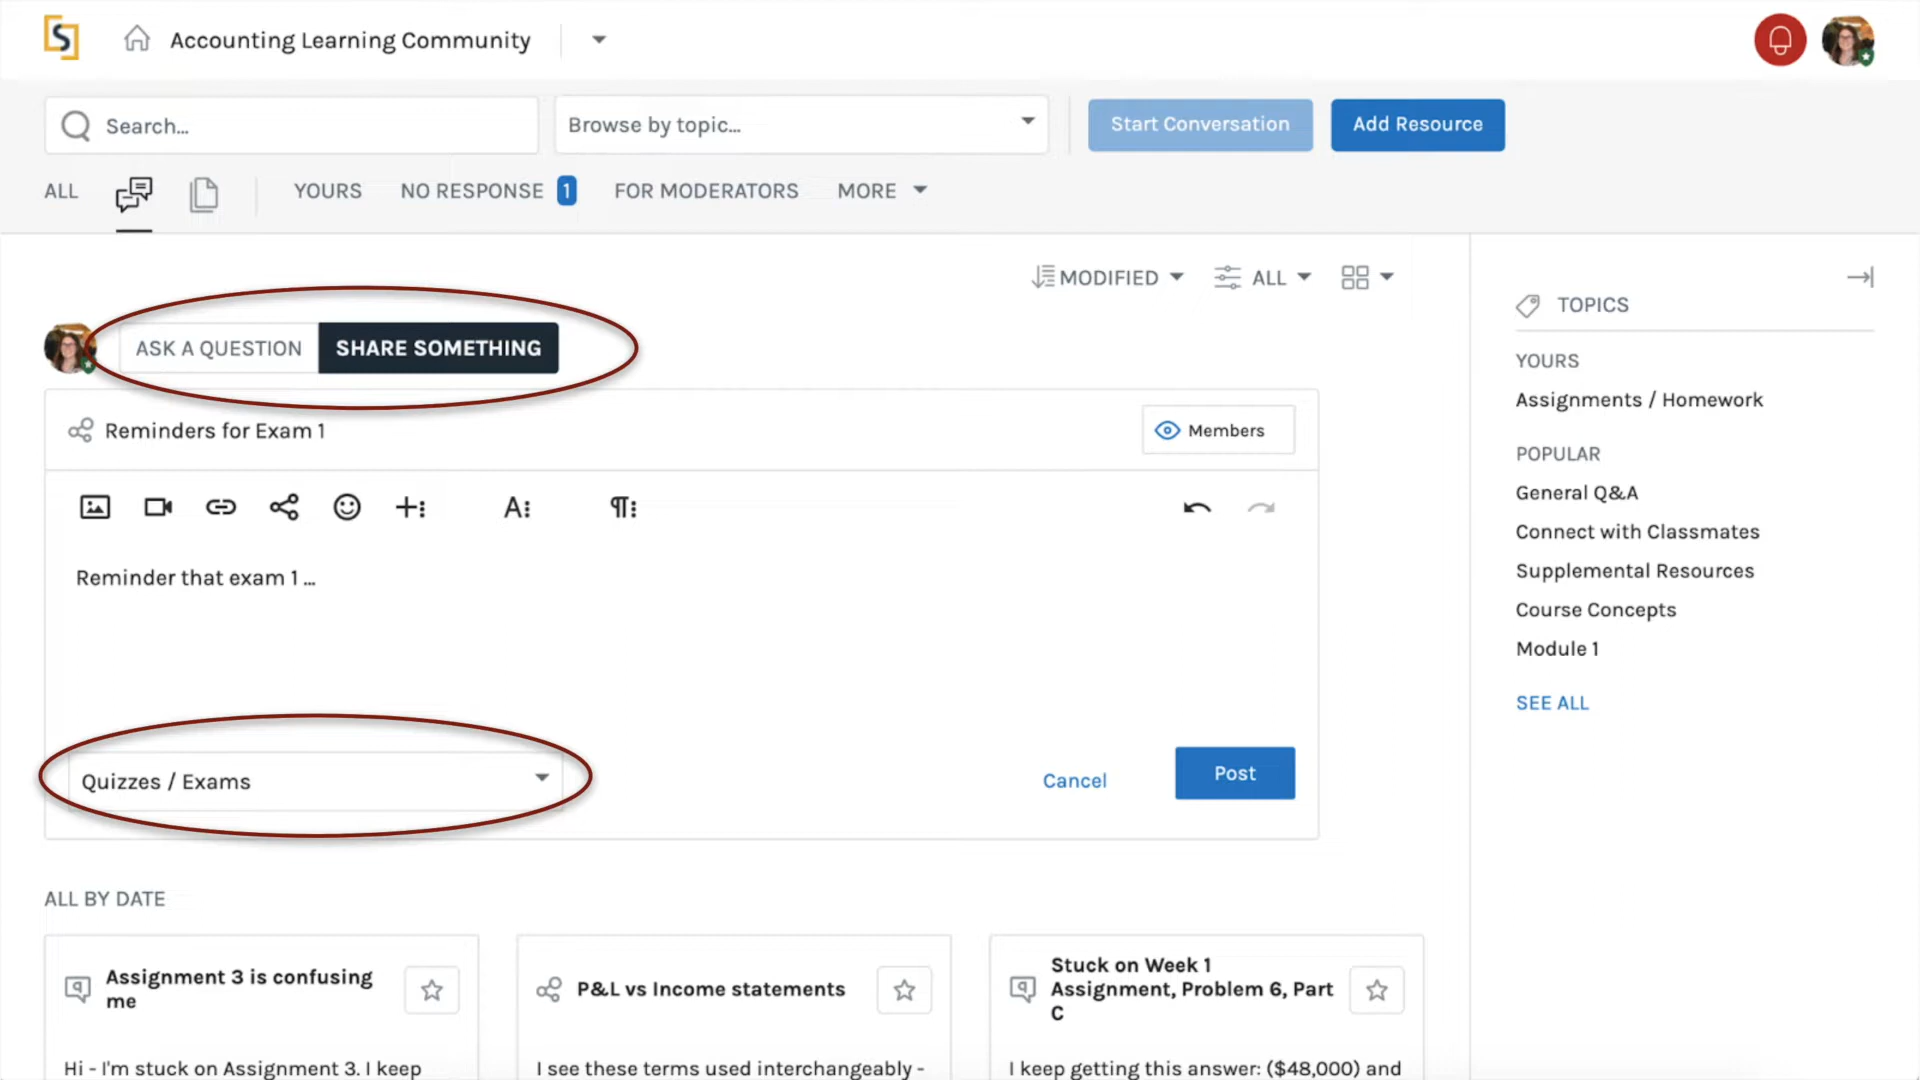 Accounting Learning Community
Search...
Browse by topic...
Start Conversation
Add Resource
ALL
YOURS
NO RESPONSE 1
FOR MODERATORS
MORE
MODIFIED
ALL
ASK A QUESTION
SHARE SOMETHING
Reminders for Exam 1
Members
Reminder that exam 1 ...
Quizzes / Exams
Cancel
Post
TOPICS
YOURS
Assignments / Homework
POPULAR
General Q&A
Connect with Classmates
Supplemental Resources
Course Concepts
Module 1
SEE ALL
ALL BY DATE
Assignment 3 is confusing
me
Hi - I'm stuck on Assignment 3. I keep
P&L vs Income statements
I see these terms used interchangeably -
Stuck on Week 1
Assignment, Problem 6, Part
C
I keep getting this answer: ($48,000) and